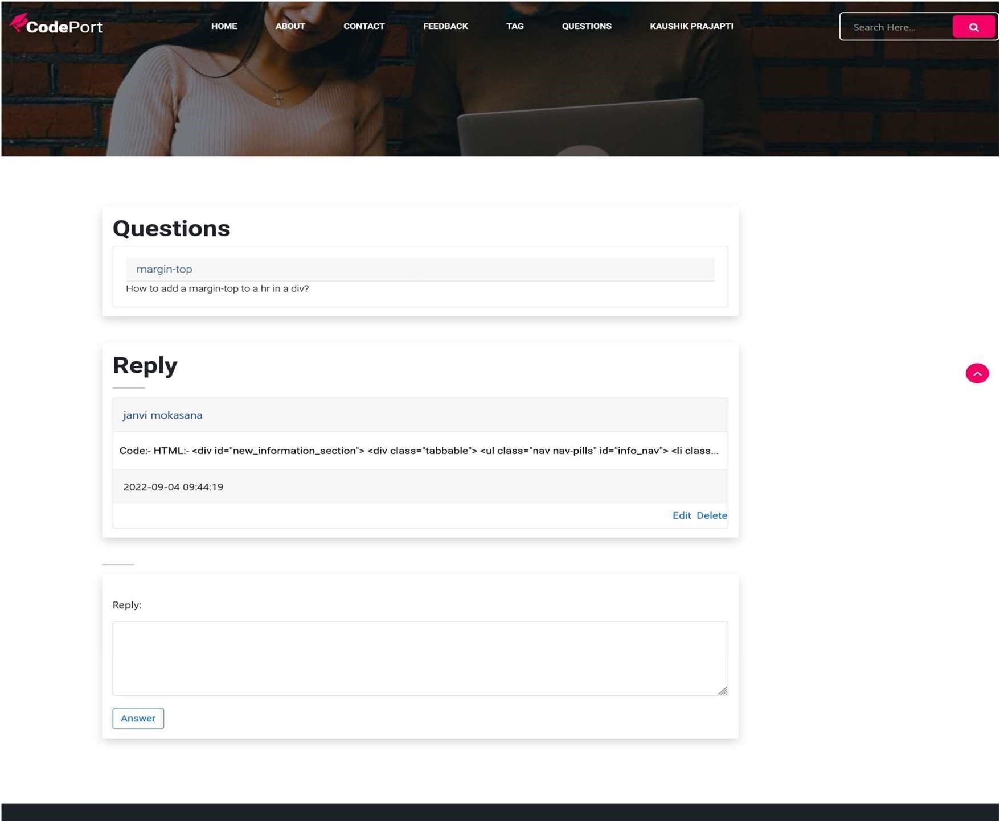 CodePort
HOME ABOUT CONTACT FEEDBACK TAG QUESTIONS KAUSHIK PRAJAPTI
Search Here...
Questions
margin-top
How to add a margin-top to a hr in a div?
Reply
janvi mokasana
Code:- HTML:- <div id="new_information_section"> <div class="tabbable"> <ul class="nav nav-pills" id="info_nav"> <li class...
2022-09-04 09:44:19
Edit Delete
Reply:
Answer